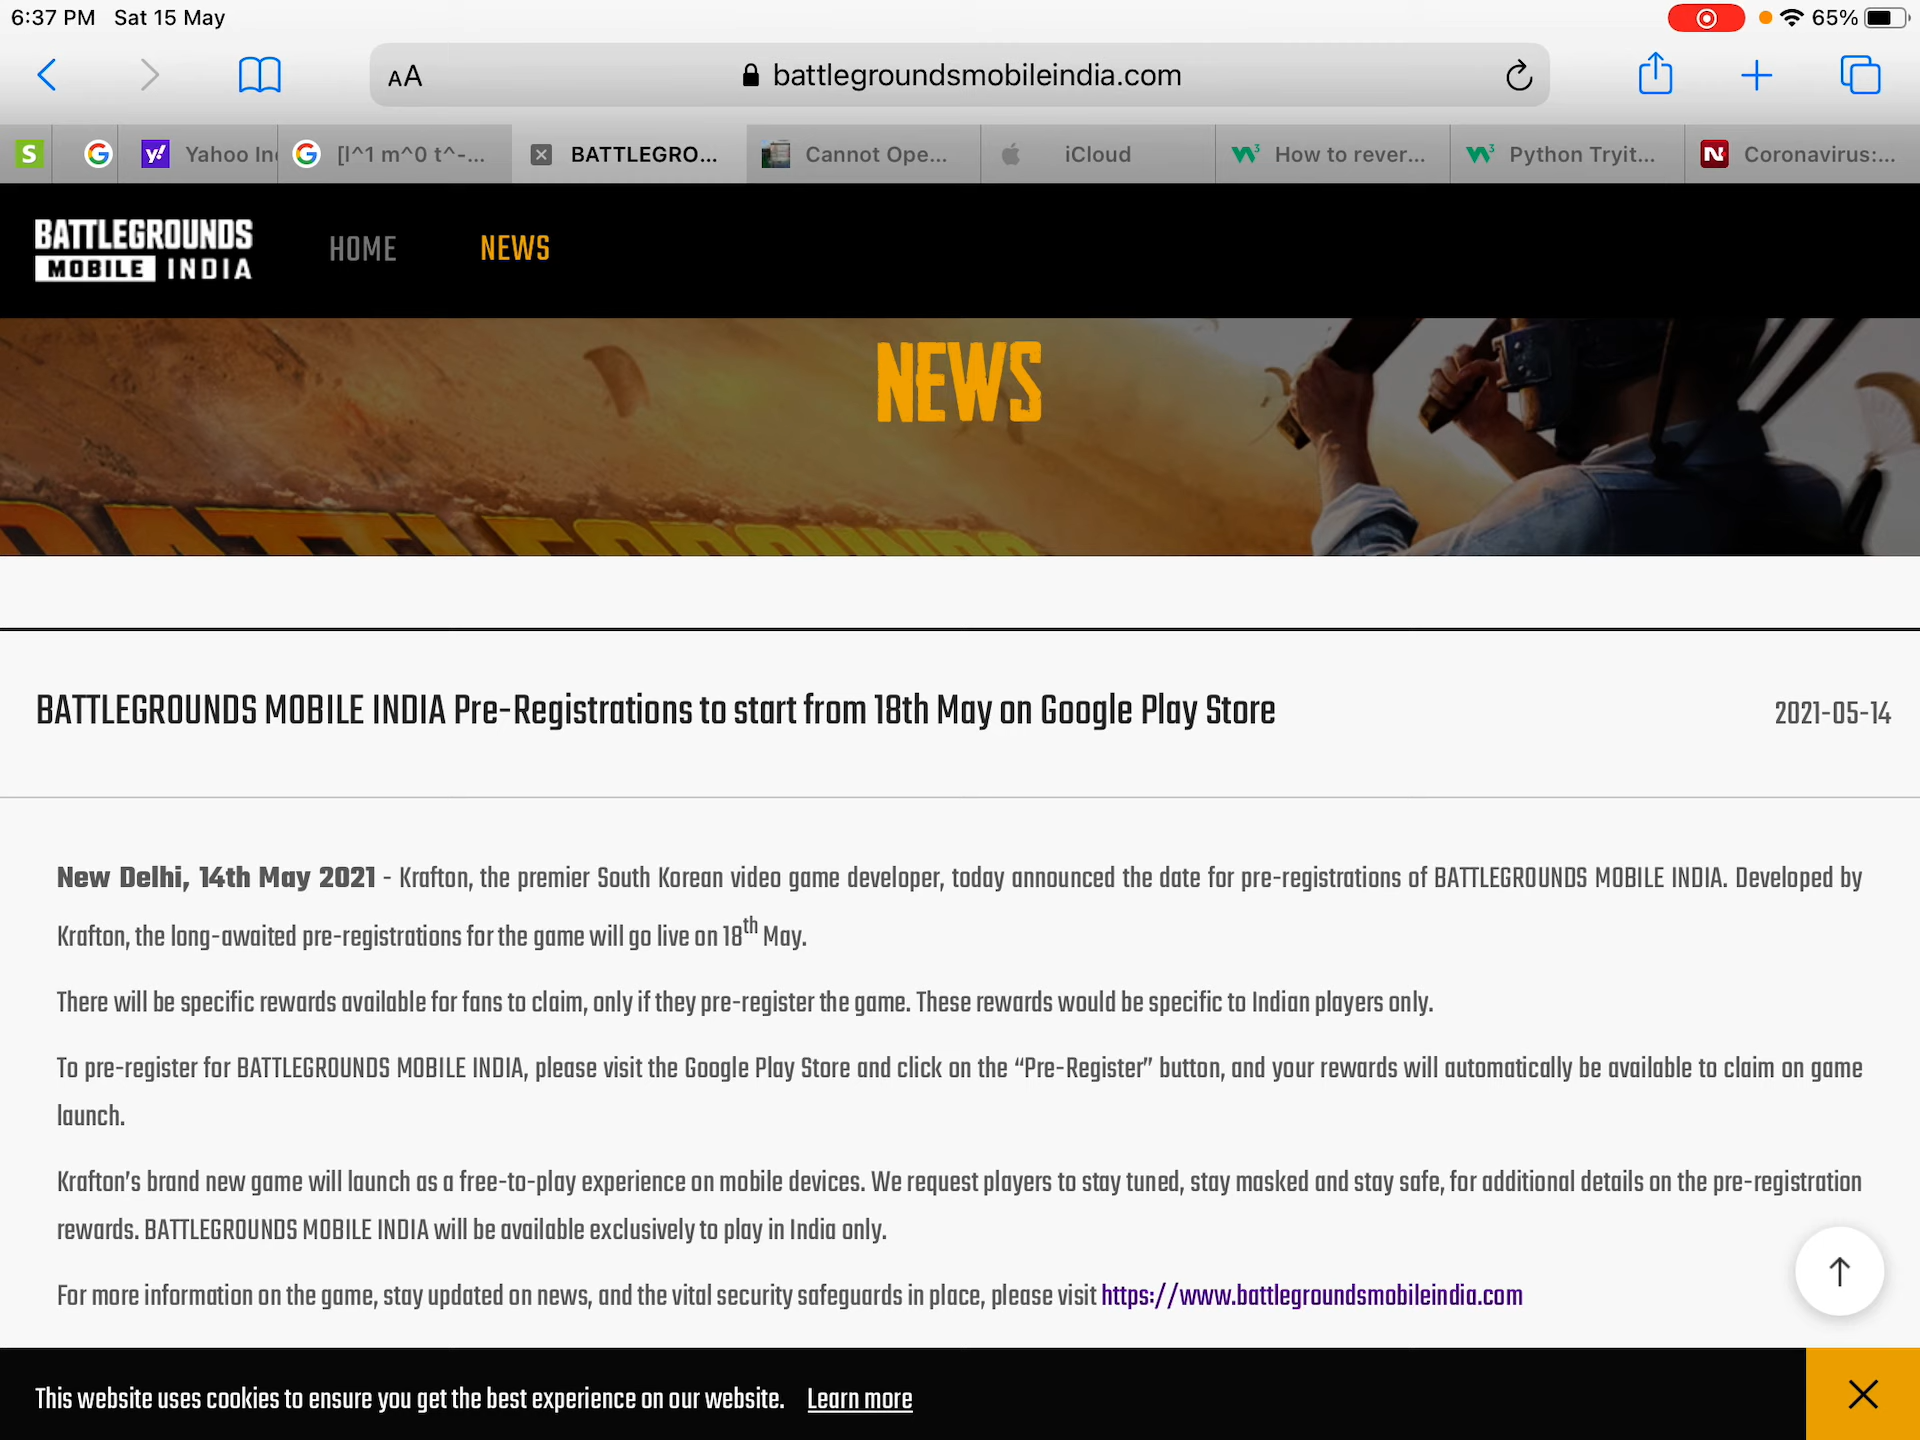 6:37 PM Sat 15 May
65%
AA battlegroundsmobileindia.com
S G y! Yahoo In G [l^1 m^0 t^-... BATTLEGRO... Cannot Ope... iCloud W3 How to rever... W3 Python Tryit... N Coronavirus:...
BATTLEGROUNDS
MOBILE INDIA
HOME NEWS
NEWS
BATTLEGROUNDS
BATTLEGROUNDS MOBILE INDIA Pre-Registrations to start from 18th May on Google Play Store 2021-05-14
New Delhi, 14th May 2021 - Krafton, the premier South Korean video game developer, today announced the date for pre-registrations of BATTLEGROUNDS MOBILE INDIA. Developed by
Krafton, the long-awaited pre-registrations for the game will go live on 18th May.
There will be specific rewards available for fans to claim, only if they pre-register the game. These rewards would be specific to Indian players only.
To pre-register for BATTLEGROUNDS MOBILE INDIA, please visit the Google Play Store and click on the “Pre-Register” button, and your rewards will automatically be available to claim on game
launch.
Krafton’s brand new game will launch as a free-to-play experience on mobile devices. We request players to stay tuned, stay masked and stay safe, for additional details on the pre-registration
rewards. BATTLEGROUNDS MOBILE INDIA will be available exclusively to play in India only.
For more information on the game, stay updated on news, and the vital security safeguards in place, please visit https://www.battlegroundsmobileindia.com
This website uses cookies to ensure you get the best experience on our website. Learn more